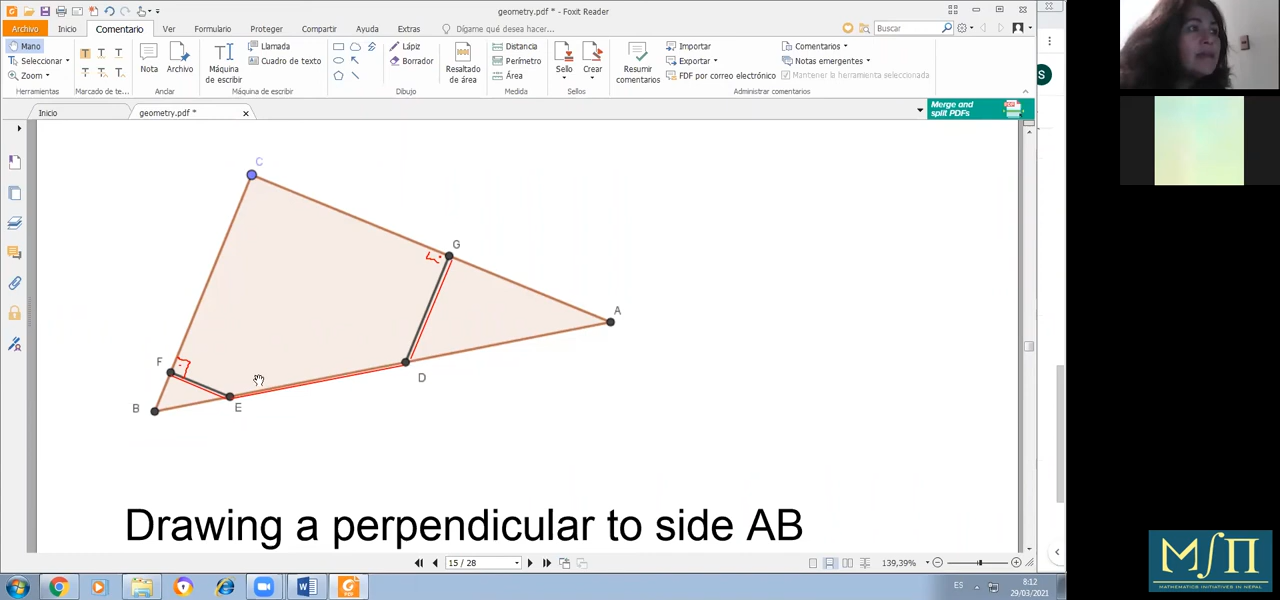 geometry.pdf * - Foxit Reader
Archivo Inicio Comentario Ver Formulario Proteger Compartir Ayuda Extras Dígame qué desea hacer... Buscar
Mano
Seleccionar
Zoom
Herramientas
T T T
T T T
Marcado de te...
Nota
Archivo
Anclar
Máquina de escribir
Llamada
Cuadro de texto
Máquina de escribir
Lápiz
Borrador
Dibujo
Resaltado de área
Distancia
Perímetro
Área
Medida
Sello
Crear
Sellos
Resumir comentarios
Importar
Exportar
FDF por correo electrónico
Comentarios
Notas emergentes
Mantenga la herramienta seleccionada
Administrar comentarios
Inicio
geometry.pdf *
Merge and split PDFs
C
G
A
F
D
B
E
Drawing a perpendicular to side AB
15 / 28
139,39%
ES
8:12
29/03/2021
S
M∫Π
MATHEMATICS INITIATIVES IN NEPAL